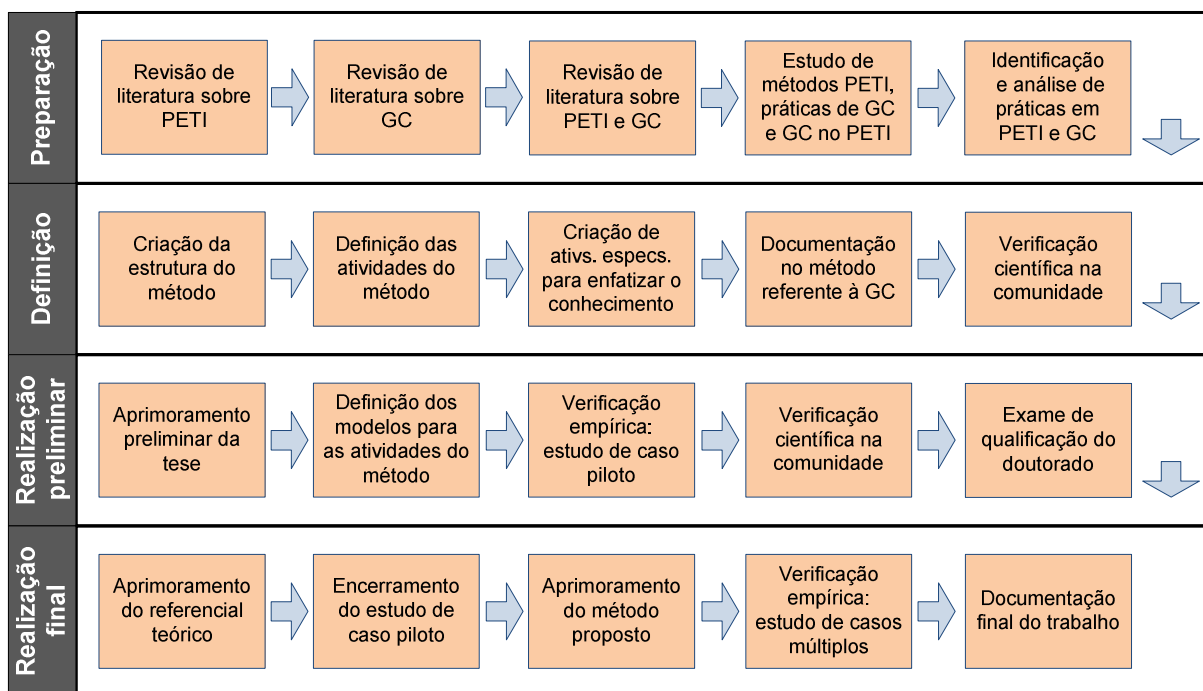 Preparação
Revisão de
literatura sobre
PETI
Revisão de
literatura sobre
GC
Revisão de
literatura sobre
PETI e GC
Estudo de
métodos PETI,
práticas de GC
e GC no PETI
Identificação
e análise de
práticas em
PETI e GC
Definição
Criação da
estrutura do
método
Definição das
atividades do
método
Criação de
ativs. especs.
para enfatizar o
conhecimento
Documentação
no método
referente à GC
Verificação
científica na
comunidade
Realização
preliminar
Aprimoramento
preliminar da
tese
Definição dos
modelos para
as atividades do
método
Verificação
empírica:
estudo de caso
piloto
Verificação
científica na
comunidade
Exame de
qualificação do
doutorado
Realização
final
Aprimoramento
do referencial
teórico
Encerramento
do estudo de
caso piloto
Aprimoramento
do método
proposto
Verificação
empírica:
estudo de casos
múltiplos
Documentação
final do trabalho